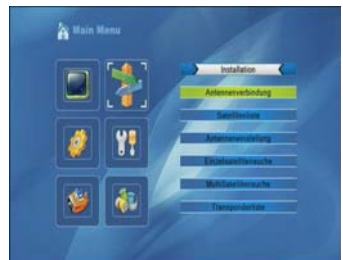 Main Menu
Installation
Antennenverbindung
Satellitenliste
Antenneneinstellung
Einzelsatellitensuche
MultiSatellitensuche
Transponderliste